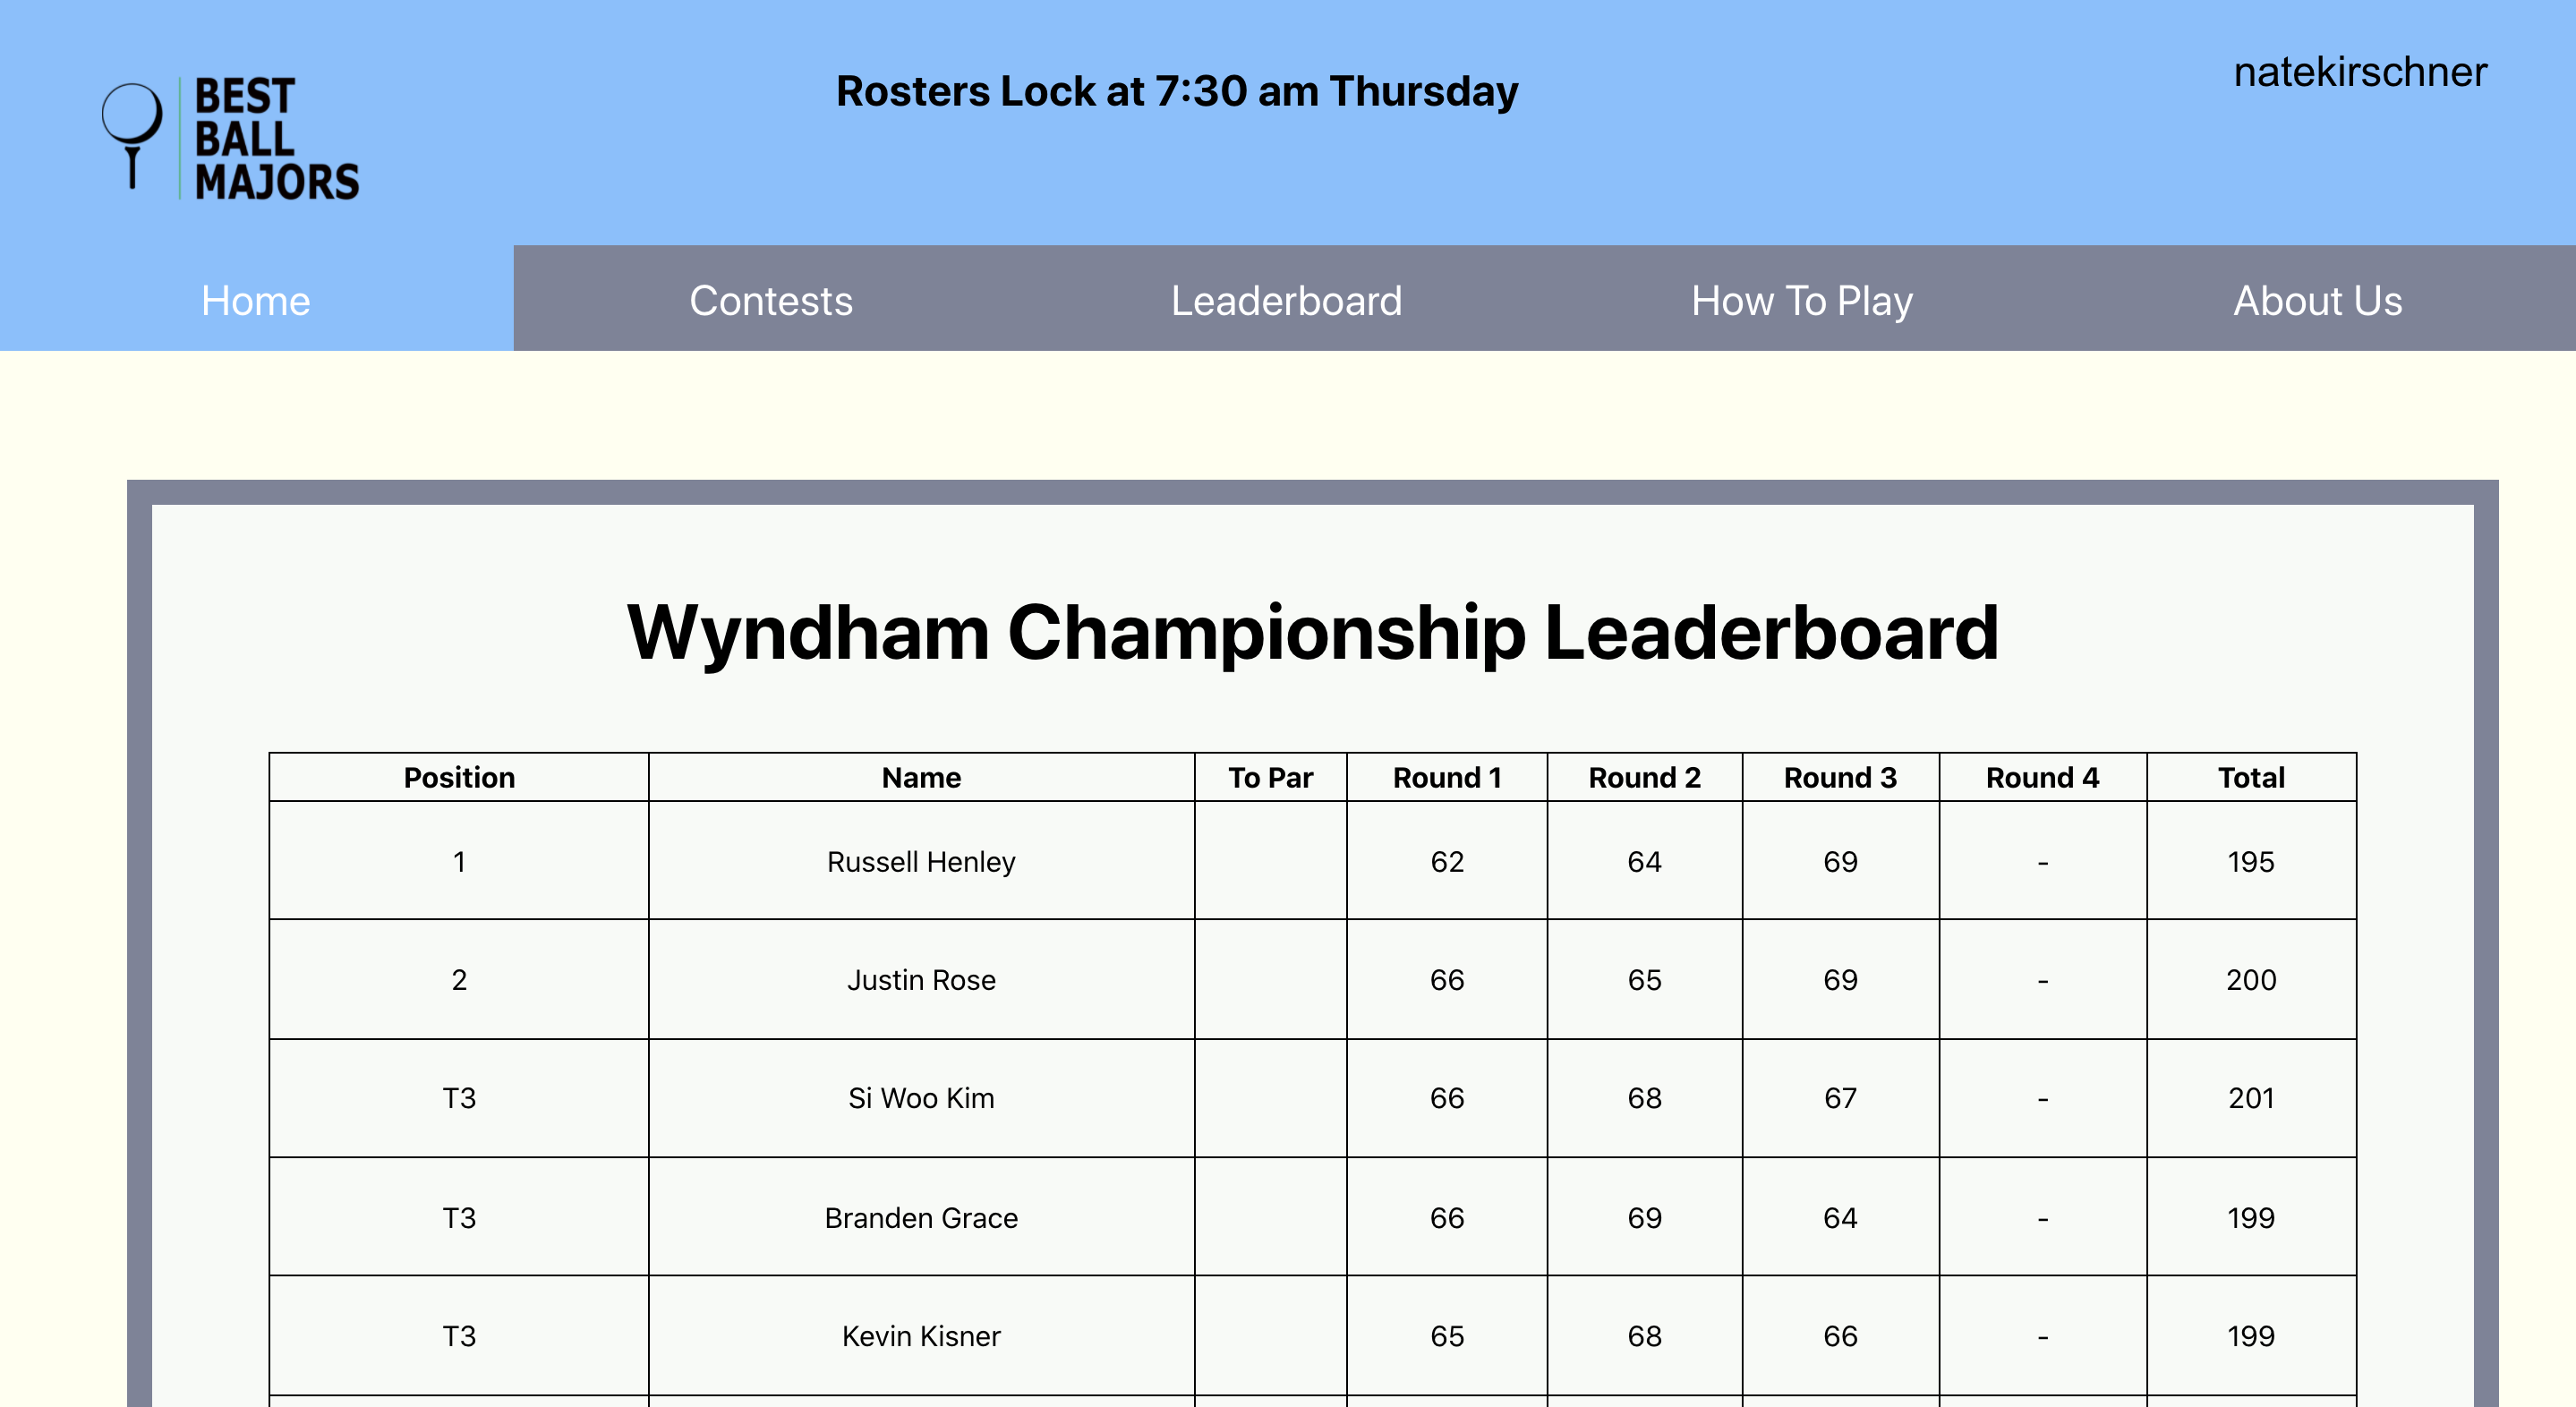 BEST
BALL
MAJORS
Rosters Lock at 7:30 am Thursday
natekirschner
Home Contests Leaderboard How To Play About Us
Wyndham Championship Leaderboard
Position Name To Par Round 1 Round 2 Round 3 Round 4 Total
1 Russell Henley 62 64 69 - 195
2 Justin Rose 66 65 69 - 200
T3 Si Woo Kim 66 68 67 - 201
T3 Branden Grace 66 69 64 - 199
T3 Kevin Kisner 65 68 66 - 199